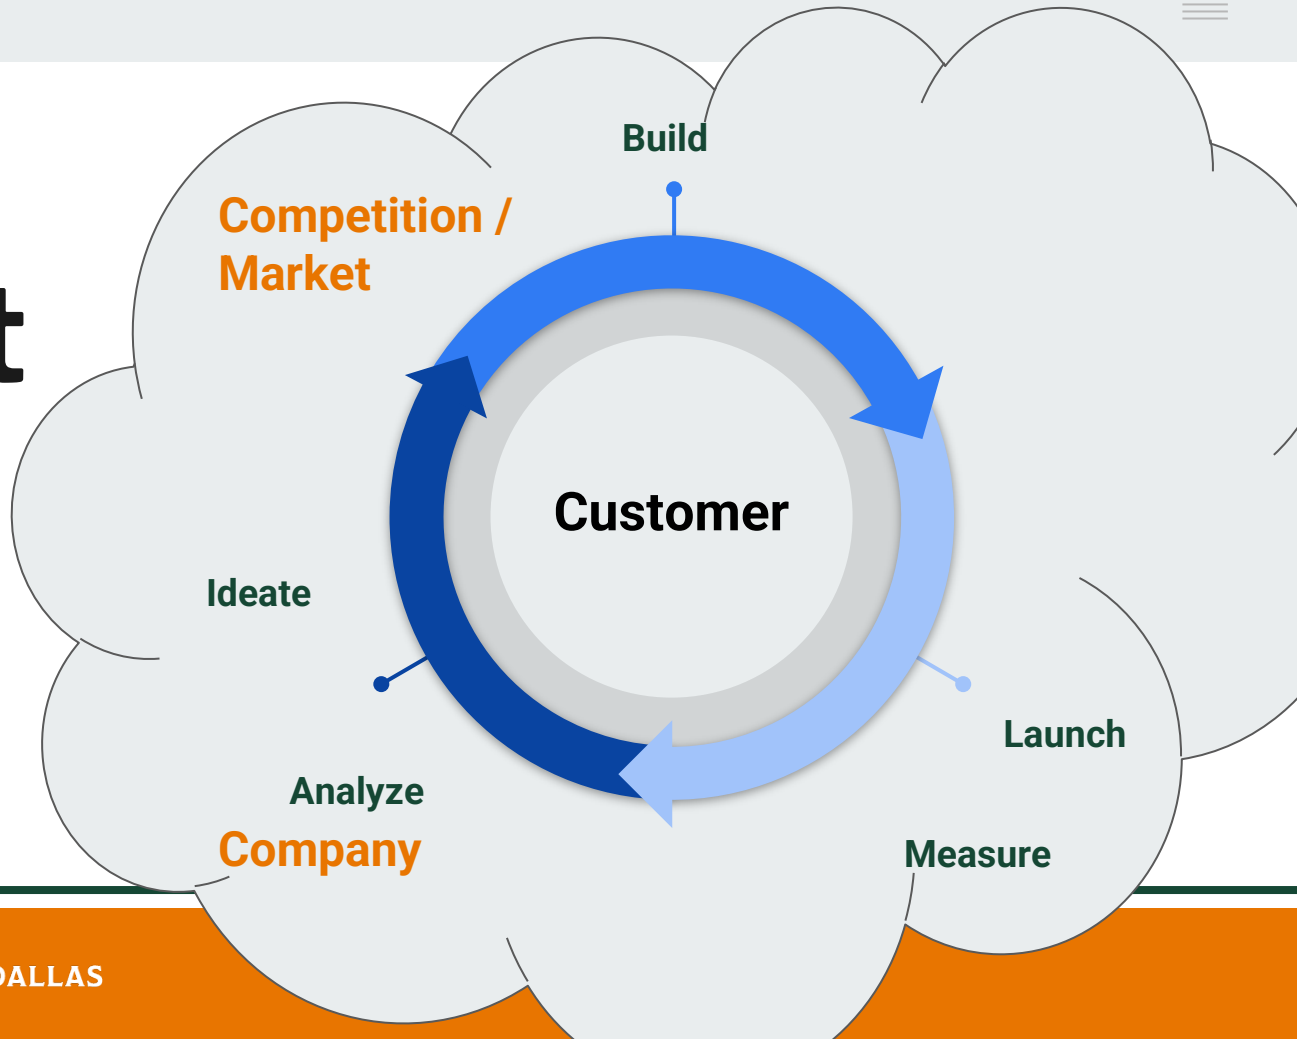 Build
Competition /
Market
t
Customer
Ideate
Launch
Analyze
Company
Measure
DALLAS